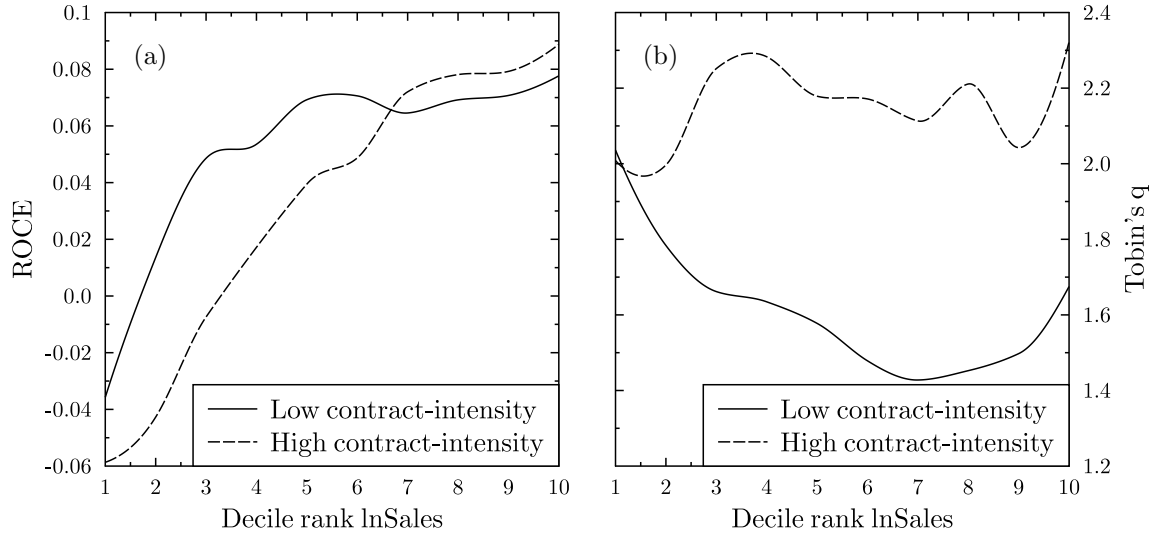 (a)
ROCE
0.1
0.08
0.06
0.04
0.02
0.0
-0.02
-0.04
-0.06
Low contract-intensity
High contract-intensity
1 2 3 4 5 6 7 8 9 10
Decile rank lnSales
(b)
2.4
2.2
2.0
1.8
1.6
1.4
1.2
Tobin's q
Low contract-intensity
High contract-intensity
1 2 3 4 5 6 7 8 9 10
Decile rank lnSales